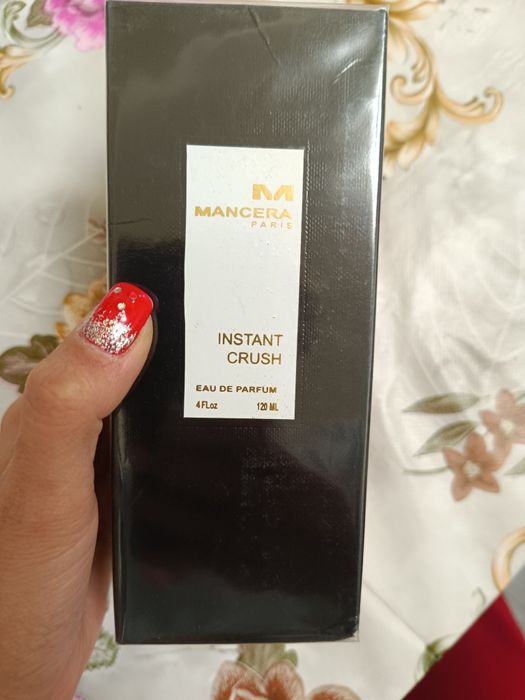 M
MANCERA
PARIS
INSTANT
CRUSH
EAU DE PARFUM
4 FLoz 120 ML